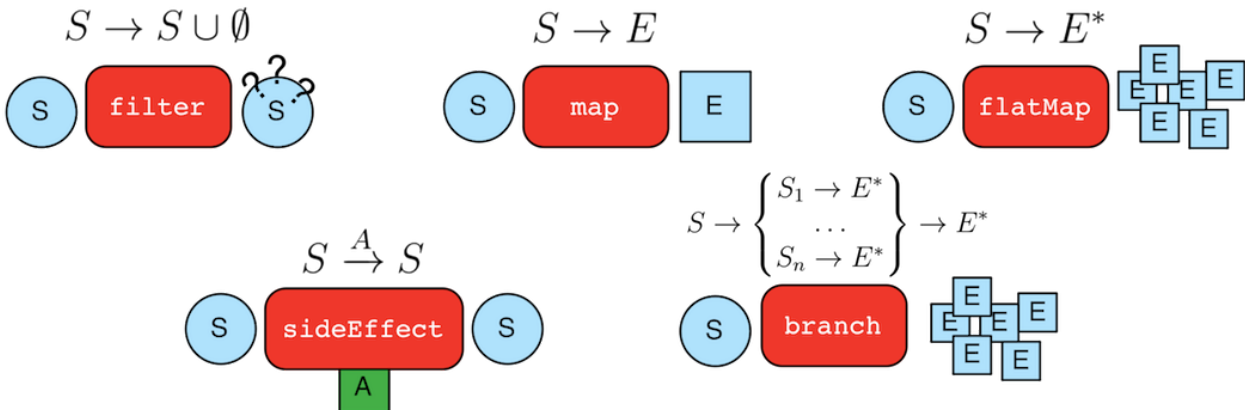 S → S ∪ ∅
S filter ? ? ? S
S → E
S map E
S → E*
S flatMap E E E E E E
S —A→ S
S sideEffect S
A
S → { S₁ → E*
...
Sₙ → E* } → E*
S branch E E E E E E